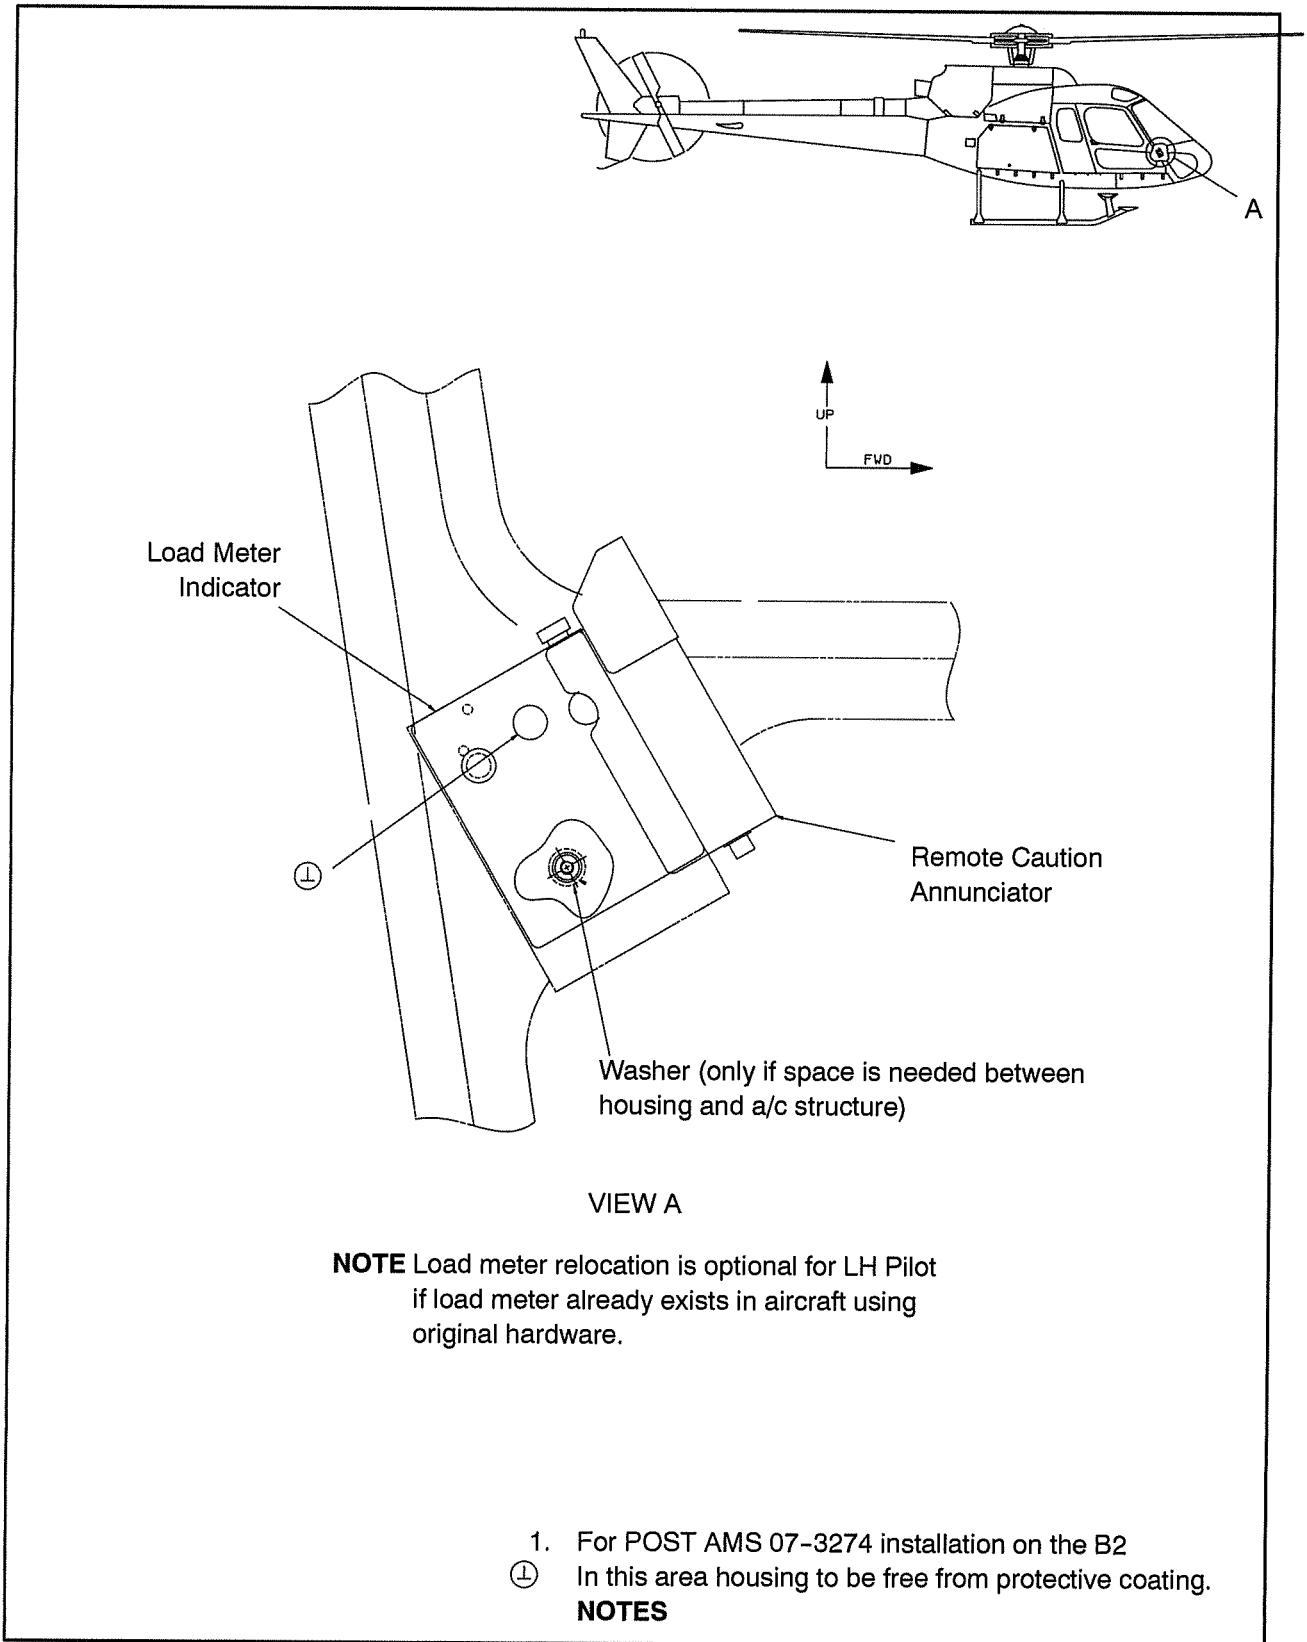 A
UP
FWD
Load Meter
Indicator
Remote Caution
Annunciator
Washer (only if space is needed between
housing and a/c structure)
VIEW A
NOTE Load meter relocation is optional for LH Pilot
if load meter already exists in aircraft using
original hardware.
1. For POST AMS 07-3274 installation on the B2
In this area housing to be free from protective coating.
NOTES